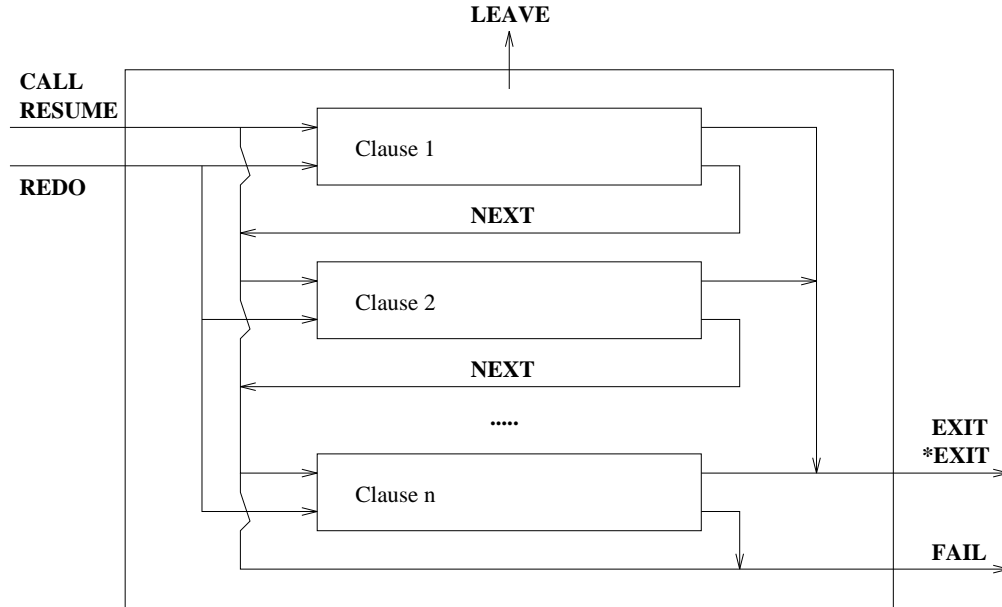 LEAVE
CALL
RESUME
Clause 1
REDO
NEXT
Clause 2
NEXT
.....
EXIT
*EXIT
Clause n
FAIL